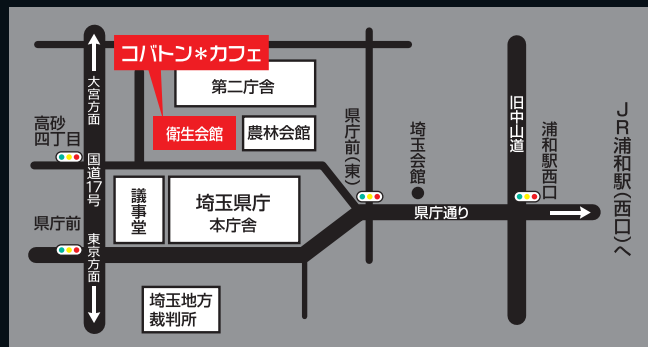 コバトン＊カフェ
第二庁舎
衛生会館
農林会館
大宮方面
高砂
四丁目
国道17号
県庁前
東京方面
議事堂
埼玉県庁
本庁舎
埼玉地方
裁判所
県庁前(東)
埼玉会館
県庁通り
旧中山道
浦和駅西口
JR浦和駅(西口)へ